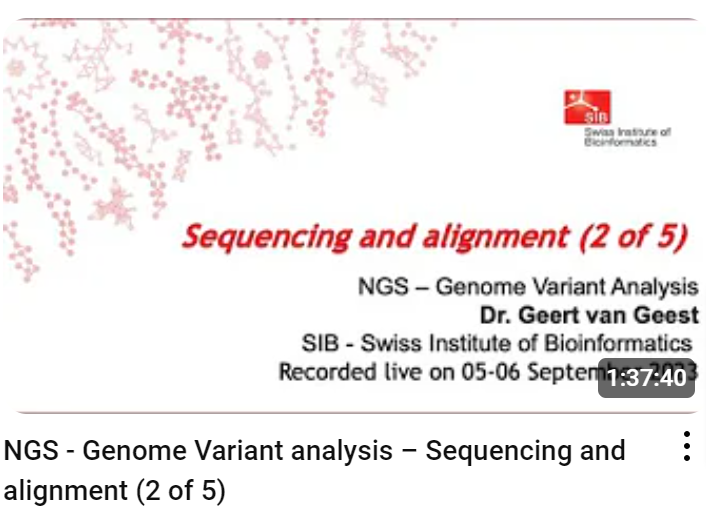 SIB
Swiss Institute of
Bioinformatics
Sequencing and alignment (2 of 5)
NGS – Genome Variant Analysis
Dr. Geert van Geest
SIB - Swiss Institute of Bioinformatics
Recorded live on 05-06 September 2023
1:37:40
NGS - Genome Variant analysis – Sequencing and
alignment (2 of 5)